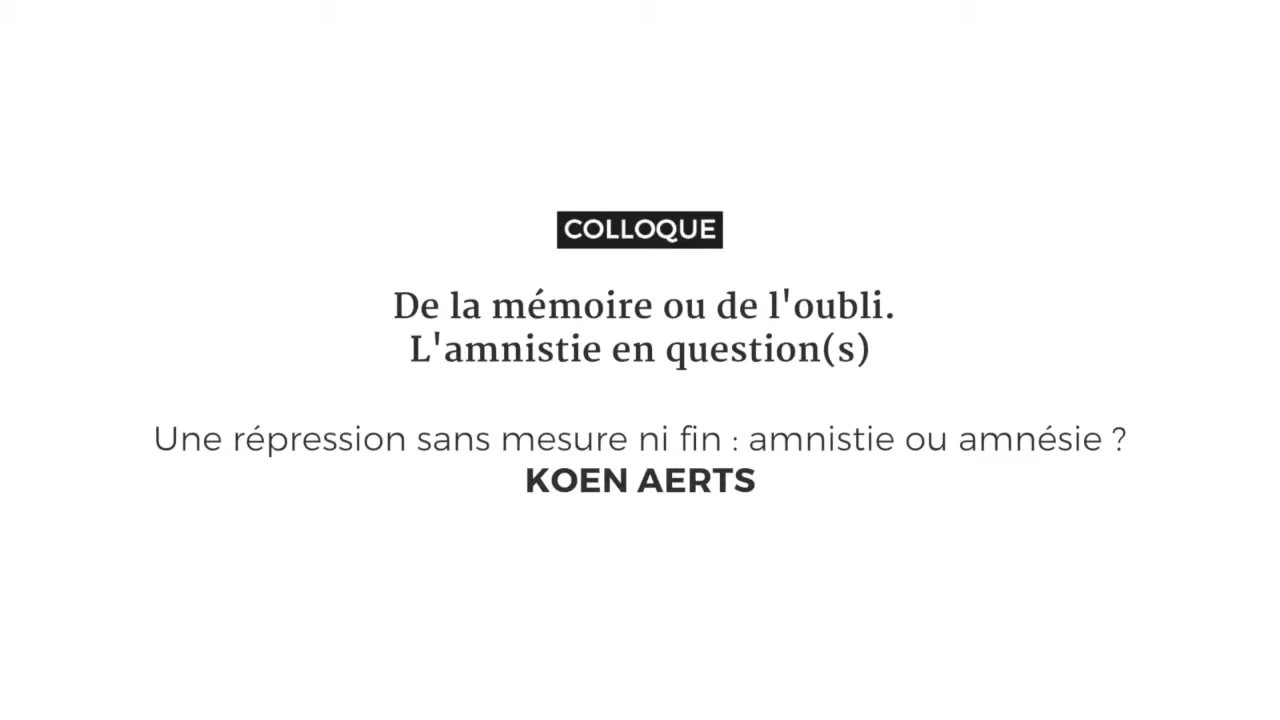 COLLOQUE
De la mémoire ou de l'oubli.
L'amnistie en question(s)
Une répression sans mesure ni fin : amnistie ou amnésie ?
KOEN AERTS